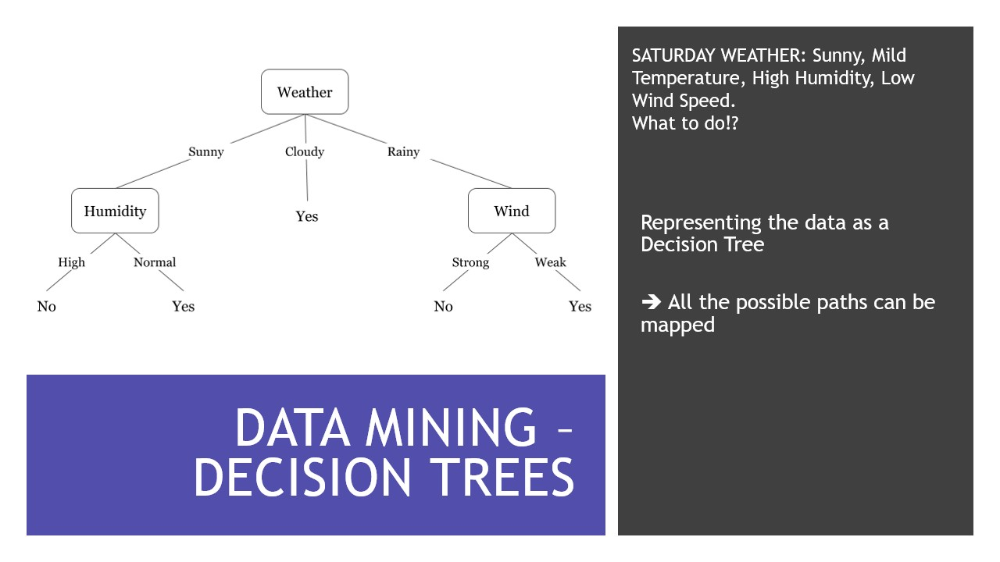 Weather
Sunny
Cloudy
Rainy
Humidity
Yes
Wind
High
Normal
Strong
Weak
No
Yes
No
Yes
DATA MINING –
DECISION TREES
SATURDAY WEATHER: Sunny, Mild
Temperature, High Humidity, Low
Wind Speed.
What to do!?
Representing the data as a
Decision Tree
➔ All the possible paths can be
mapped